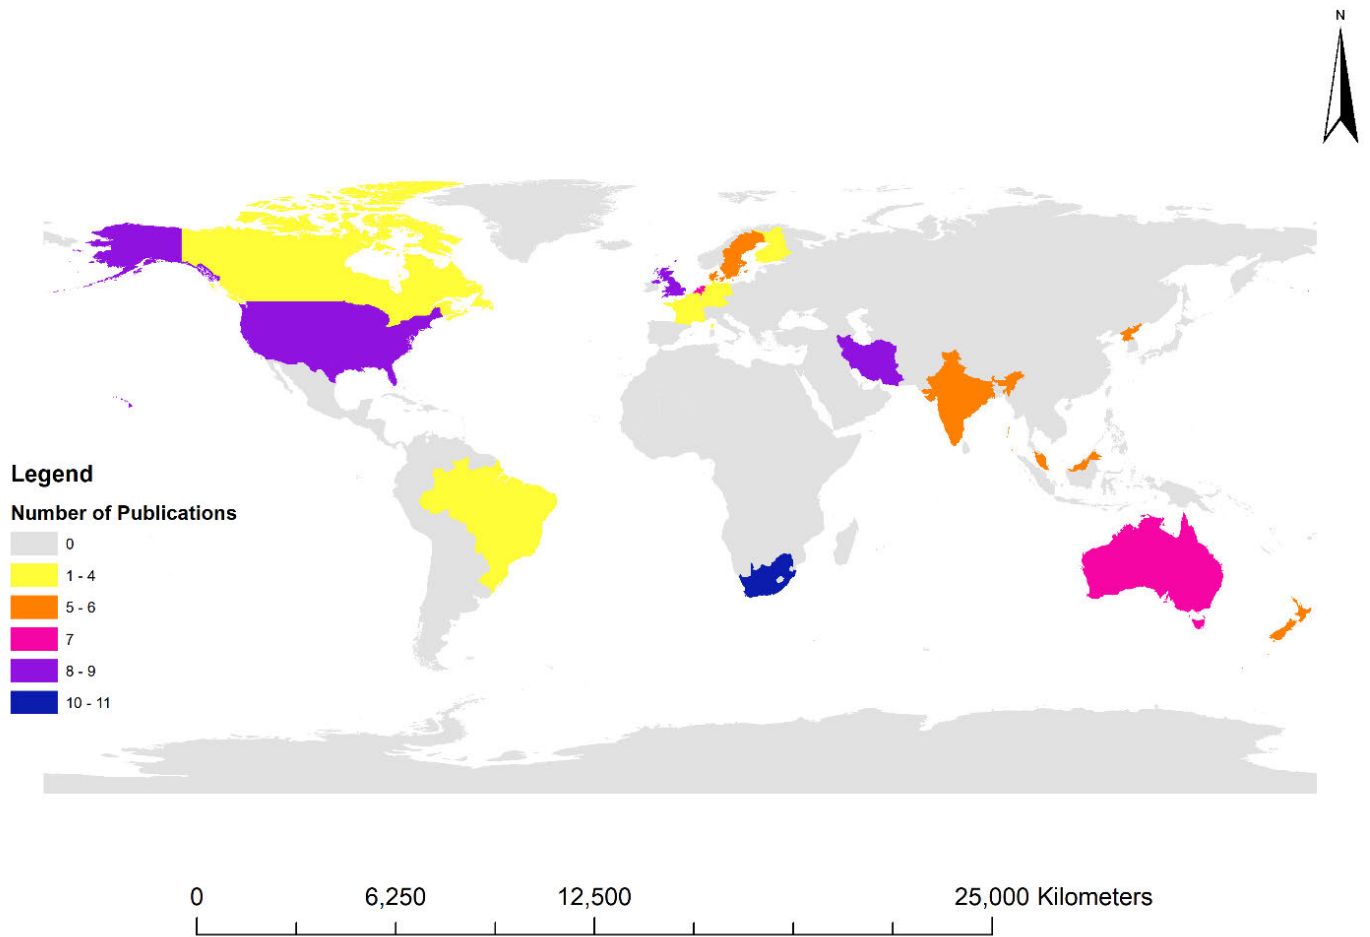 N
Legend
Number of Publications
0
1 - 4
5 - 6
7
8 - 9
10 - 11
0 6,250 12,500 25,000 Kilometers